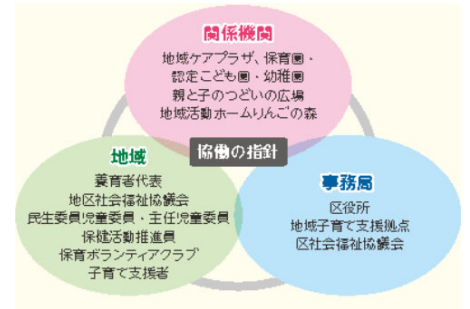 関係機関
地域ケアプラザ、保育園・
認定こども園・幼稚園
親と子のつどいの広場
地域活動ホームりんごの森
協働の指針
地域
養育者代表
地区社会福祉協議会
民生委員児童委員・主任児童委員
保健活動推進員
保育ボランティアクラブ
子育て支援者
事務局
区役所
地域子育て支援拠点
区社会福祉協議会